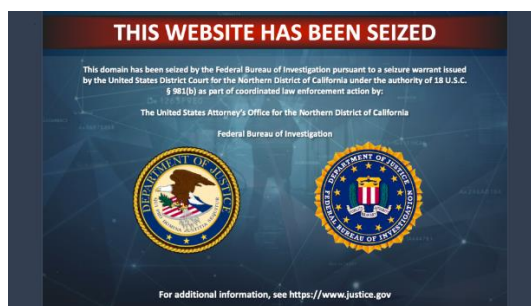 THIS WEBSITE HAS BEEN SEIZED
This domain has been seized by the Federal Bureau of Investigation pursuant to a seizure warrant issued
by the United States District Court for the Northern District of California under the authority of 18 U.S.C.
§ 981(b) as part of coordinated law enforcement action by:
The United States Attorney's Office for the Northern District of California
Federal Bureau of Investigation
DEPARTMENT OF JUSTICE
DEPARTMENT OF JUSTICE
FEDERAL BUREAU OF INVESTIGATION
For additional information, see https://www.justice.gov